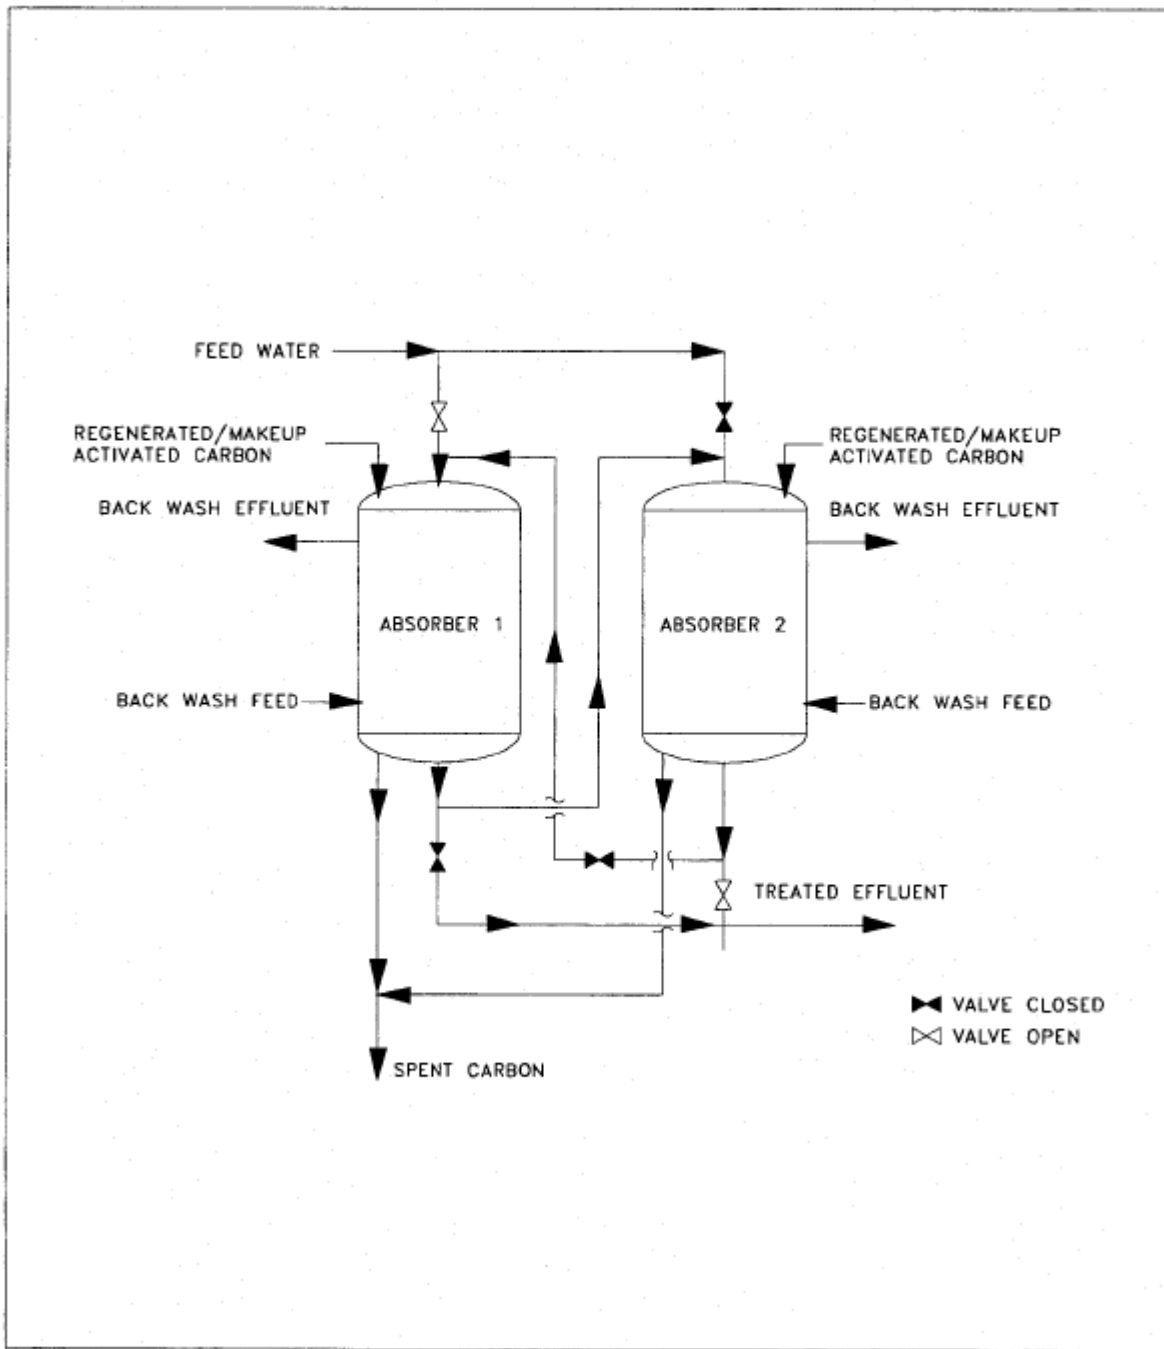 FEED WATER
REGENERATED/MAKEUP
ACTIVATED CARBON
REGENERATED/MAKEUP
ACTIVATED CARBON
BACK WASH EFFLUENT
BACK WASH EFFLUENT
ABSORBER 1
ABSORBER 2
BACK WASH FEED
BACK WASH FEED
TREATED EFFLUENT
VALVE CLOSED
VALVE OPEN
SPENT CARBON